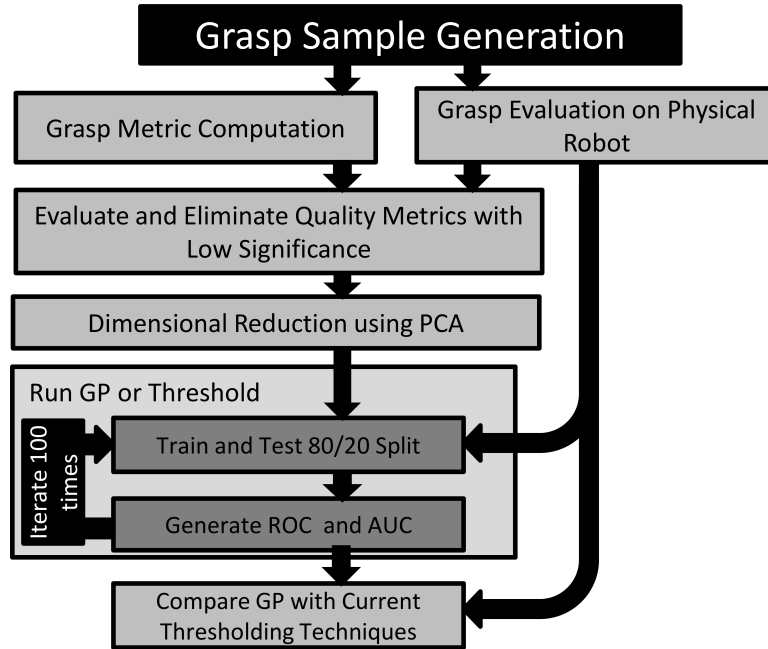 Grasp Sample Generation
Grasp Metric Computation
Grasp Evaluation on Physical
Robot
Evaluate and Eliminate Quality Metrics with
Low Significance
Dimensional Reduction using PCA
Run GP or Threshold
Train and Test 80/20 Split
Iterate 100
times
Generate ROC and AUC
Compare GP with Current
Thresholding Techniques